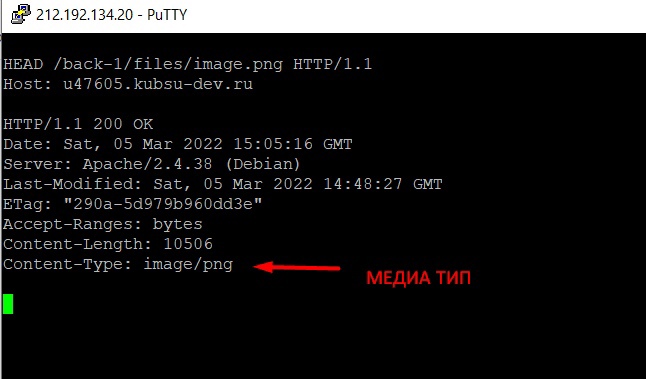 212.192.134.20 - PuTTY
HEAD /back-1/files/image.png HTTP/1.1
Host: u47605.kubsu-dev.ru
HTTP/1.1 200 OK
Date: Sat, 05 Mar 2022 15:05:16 GMT
Server: Apache/2.4.38 (Debian)
Last-Modified: Sat, 05 Mar 2022 14:48:27 GMT
ETag: "290a-5d979b960dd3e"
Accept-Ranges: bytes
Content-Length: 10506
Content-Type: image/png
МЕДИА ТИП